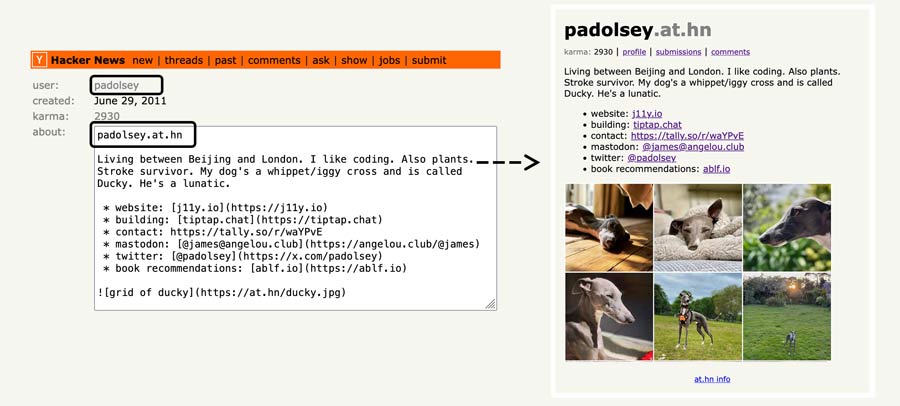 Y Hacker News new | threads | past | comments | ask | show | jobs | submit
user: padolsey
created: June 29, 2011
karma: 2930
about:
padolsey.at.hn
Living between Beijing and London. I like coding. Also plants.
Stroke survivor. My dog's a whippet/iggy cross and is called
Ducky. He's a lunatic.
* website: [j11y.io](https://j11y.io)
* building: [tiptap.chat](https://tiptap.chat)
* contact: https://tally.so/r/waYPvE
* mastodon: [@james@angelou.club](https://angelou.club/@james)
* twitter: [@padolsey](https://x.com/padolsey)
* book recommendations: [ablf.io](https://ablf.io)
![grid of ducky](https://at.hn/ducky.jpg)
padolsey.at.hn
karma: 2930 | profile | submissions | comments
Living between Beijing and London. I like coding. Also plants.
Stroke survivor. My dog's a whippet/iggy cross and is called
Ducky. He's a lunatic.
• website: j11y.io
• building: tiptap.chat
• contact: https://tally.so/r/waYPvE
• mastodon: @james@angelou.club
• twitter: @padolsey
• book recommendations: ablf.io
at.hn info